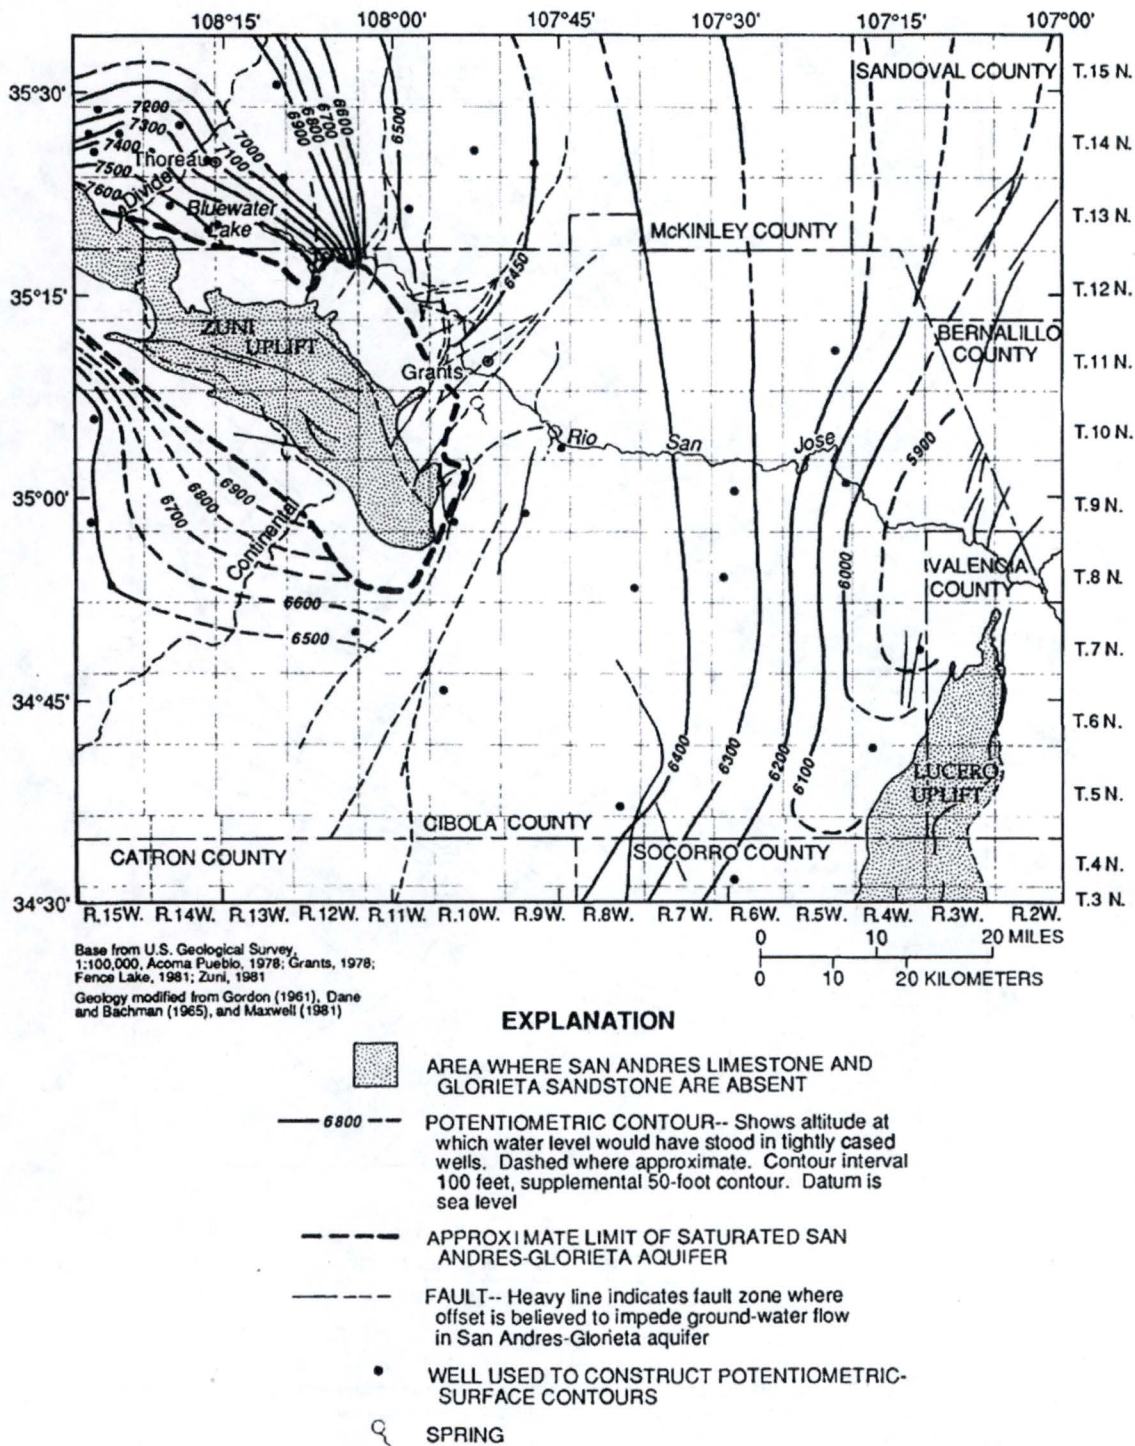 108°15' 108°00' 107°45' 107°30' 107°15' 107°00'
35°30'
35°15'
35°00'
34°45'
34°30'
T.15 N.
T.14 N.
T.13 N.
T.12 N.
T.11 N.
T.10 N.
T.9 N.
T.8 N.
T.7 N.
T.6 N.
T.5 N.
T.4 N.
T.3 N.
SANDOVAL COUNTY
McKINLEY COUNTY
BERNALILLO
COUNTY
VALENCIA
COUNTY
CIBOLA COUNTY
CATRON COUNTY
SOCORRO COUNTY
7200
7300
7400
7500
7600
7100
7000
6900
6800
6700
6600
6500
6450
Thoreau
Divide
Bluewater
Lake
ZUNI
UPLIFT
Grants
Rio San Jose
5900
6900
6800
6700
Continental
6600
6500
6000
6400
6300
6200
6100
LUCERO
UPLIFT
R.15W. R.14W. R.13W. R.12W. R.11W. R.10W. R.9W. R.8W. R.7W. R.6W. R.5W. R.4W. R.3W. R.2W.
0 10 20 MILES
0 10 20 KILOMETERS
Base from U.S. Geological Survey,
1:100,000, Acoma Pueblo, 1978; Grants, 1978;
Fence Lake, 1981; Zuni, 1981
Geology modified from Gordon (1961), Dane
and Bachman (1965), and Maxwell (1981)
EXPLANATION
AREA WHERE SAN ANDRES LIMESTONE AND
GLORIETA SANDSTONE ARE ABSENT
6800 POTENTIOMETRIC CONTOUR-- Shows altitude at
which water level would have stood in tightly cased
wells. Dashed where approximate. Contour interval
100 feet, supplemental 50-foot contour. Datum is
sea level
APPROXIMATE LIMIT OF SATURATED SAN
ANDRES-GLORIETA AQUIFER
FAULT-- Heavy line indicates fault zone where
offset is believed to impede ground-water flow
in San Andres-Glorieta aquifer
WELL USED TO CONSTRUCT POTENTIOMETRIC-
SURFACE CONTOURS
SPRING